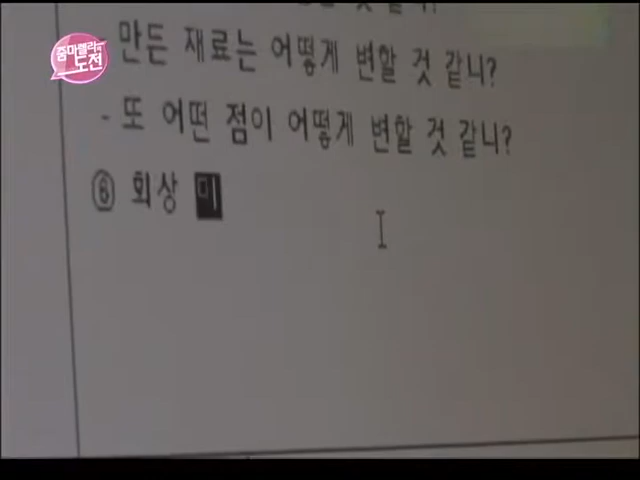 줌마렐라의
도전
만든 재료는 어떻게 변할 것 같니?
- 또 어떤 점이 어떻게 변할 것 같니?
⑥ 회상 미